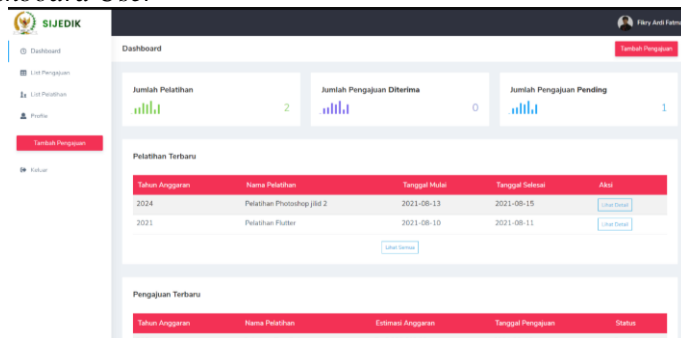 SIJEDIK
Fikry Ardi
Dashboard
Dashboard
Tambah Pengajuan
List Pengajuan
List Pelatihan
Profile
Tambah Pengajuan
Keluar
Jumlah Pelatihan
2
Jumlah Pengajuan Diterima
0
Jumlah Pengajuan Pending
1
Pelatihan Terbaru
Tahun Anggaran Nama Pelatihan Tanggal Mulai Tanggal Selesai Aksi
2024 Pelatihan Photoshop jilid 2 2021-08-13 2021-08-15 Lihat Detail
2021 Pelatihan Flutter 2021-08-10 2021-08-11 Lihat Detail
Lihat Semua
Pengajuan Terbaru
Tahun Anggaran Nama Pelatihan Estimasi Anggaran Tanggal Pengajuan Status